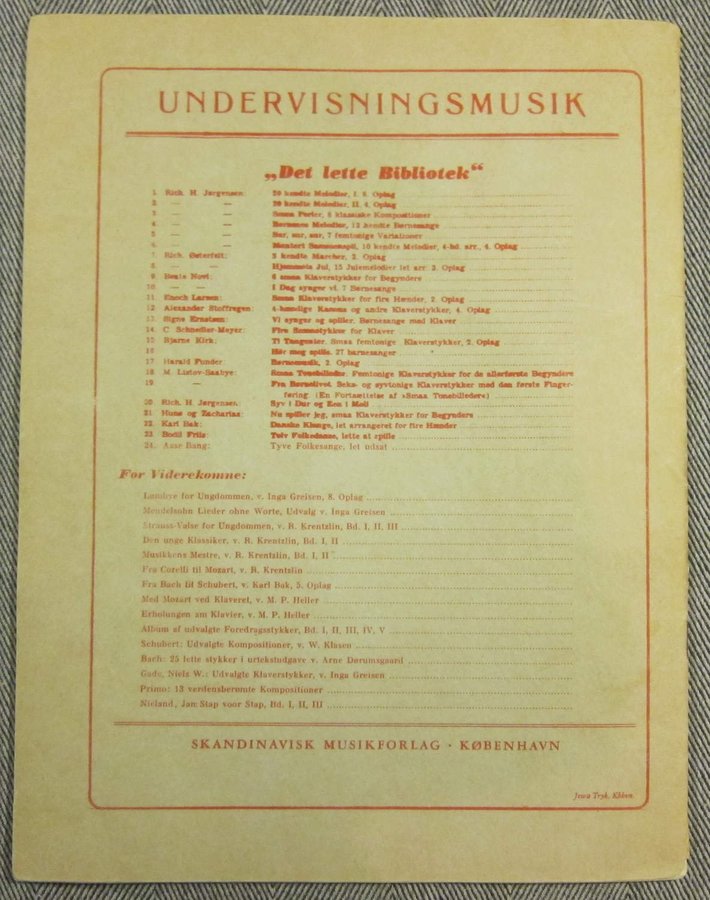 UNDERVISNINGSMUSIK
„Det lette Bibliotek“
1. Rich. H. Jørgensen: 20 kendte Melodier, I. 6. Oplag
2. — — 20 kendte Melodier, II. 4. Oplag
3. — — Smaa Perler, 8 klassiske Kompositioner
4. — — Børnenes Melodier, 12 kendte Børnesange
5. — — Sur, sur, sur, 7 femtonige Variationer
6. — — Muntert Sammenspil, 10 kendte Melodier, 4-hd. arr., 4. Oplag
7. Rich. Østerfelt: 5 kendte Marcher, 2. Oplag
8. — — Hjemmets Jul, 15 Julemelodier let arr. 3. Oplag
9. Beate Novi: 6 smaa Klaverstykker for Begyndere
10. — I Dag synger vi. 7 Børnesange
11. Enoch Larsen: Smaa Klaverstykker for fire Hænder, 2. Oplag
12. Alexander Stoffregen: 4-hændige Kanons og andre Klaverstykker, 4. Oplag
13. Signe Ernstsen: Vi synger og spiller. Børnesange med Klaver
14. C. Schnedler-Meyer: Fire Sonnestykker for Klaver
15. Bjarne Kirk: Ti Tangenter. Smaa femtonige Klaverstykker, 2. Oplag
16. Hør mog spille. 27 barnesanger
17. Harald Funder: Børnemusik, 2. Oplag
18. M. Listov-Saabye: Smaa Tonebilleder. Femtonige Klaverstykker for de allerførste Begyndere
19. — Fra Børnelivet. Seks- og syvtonige Klaverstykker med den første Finger-
føring (En Fortsættelse af »Smaa Tonebilleder«)
20. Rich. H. Jørgensen: Syv i Dur og Een i Moll
21. Hune og Zacharias: Nu spiller jeg, smaa Klaverstykker for Begyndere
22. Karl Bak: Danske Klange, let arrangeret for fire Hænder
23. Bodil Friis: Tolv Folkedanse, lette at spille
24. Aase Bang: Tyve Folkesange, let udsat
For Viderekomne:
Lumbye for Ungdommen, v. Inga Greisen, 8. Oplag
Mendelsohn Lieder ohne Worte, Udvalg v. Inga Greisen
Strauss-Valse for Ungdommen, v. R. Krentzlin, Bd. I, II, III
Den unge Klassiker, v. R. Krentzlin, Bd. I, II
Musikkens Mestre, v. R. Krentzlin, Bd. I, II
Fra Corelli til Mozart, v. R. Krentzlin
Fra Bach til Schubert, v. Karl Bak, 5. Oplag
Med Mozart ved Klaveret, v. M. P. Heller
Erholungen am Klavier, v. M. P. Heller
Album af udvalgte Foredragsstykker, Bd. I, II, III, IV, V
Schubert: Udvalgte Kompositioner, v. W. Klasen
Bach: 25 lette stykker i urtekstudgave v. Arne Dørumsgaard
Gade, Niels W.: Udvalgte Klaverstykker, v. Inga Greisen
Primo: 13 verdensberømte Kompositioner
Nieland, Jan: Stap voor Stap, Bd. I, II, III
SKANDINAVISK MUSIKFORLAG · KØBENHAVN
Jewa Tryk. Kbhvn.